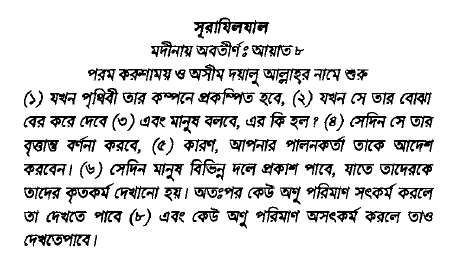 সূরাযিলযাল
মদীনায় অবতীর্ণঃ আয়াত ৮
পরম করুণাময় ও অসীম দয়ালু আল্লাহ্‌র নামে শুরু
(১) যখন পৃথিবী তার কম্পনে প্রকম্পিত হবে, (২) যখন সে তার বোঝা
বের করে দেবে (৩) এবং মানুষ বলবে, এর কি হল? (৪) সেদিন সে তার
বৃত্তান্ত বর্ণনা করবে, (৫) কারণ, আপনার পালনকর্তা তাকে আদেশ
করবেন। (৬) সেদিন মানুষ বিভিন্ন দলে প্রকাশ পাবে, যাতে তাদেরকে
তাদের কৃতকর্ম দেখানো হয়। অতঃপর কেউ অণু পরিমাণ সৎকর্ম করলে
তা দেখতে পাবে (৮) এবং কেউ অণু পরিমাণ অসৎকর্ম করলে তাও
দেখতেপাবে।